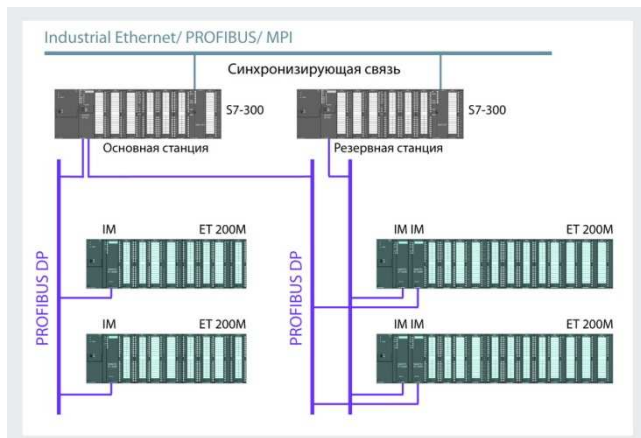 Industrial Ethernet/ PROFIBUS/ MPI
Синхронизирующая связь
S7-300
S7-300
Основная станция
Резервная станция
IM
ET 200M
IM IM
ET 200M
PROFIBUS DP
PROFIBUS DP
IM
ET 200M
IM IM
ET 200M